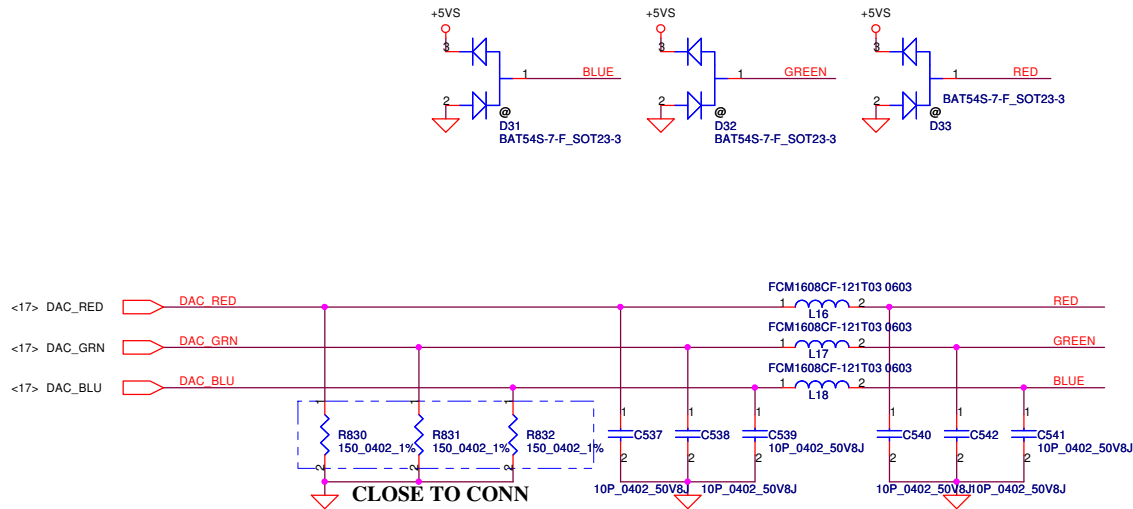 +5VS +5VS +5VS
3 3 3
1 BLUE 1 GREEN 1 RED
2 2 2
@ @ @
D31 D32 D33
BAT54S-7-F_SOT23-3 BAT54S-7-F_SOT23-3 BAT54S-7-F_SOT23-3
FCM1608CF-121T03 0603
<17> DAC_RED DAC_RED 1 2 RED
L16
FCM1608CF-121T03 0603
<17> DAC_GRN DAC_GRN 1 2 GREEN
L17
FCM1608CF-121T03 0603
<17> DAC_BLU DAC_BLU 1 2 BLUE
L18
1 1 1 1 1 1 1 1 1
R830 R831 R832 C537 C538 C539 C540 C542 C541
150_0402_1% 150_0402_1% 150_0402_1% 10P_0402_50V8J 10P_0402_50V8J
2 2 2 2 2 2 2 2 2
10P_0402_50V8J 10P_0402_50V8J 10P_0402_50V8J 10P_0402_50V8J
CLOSE TO CONN